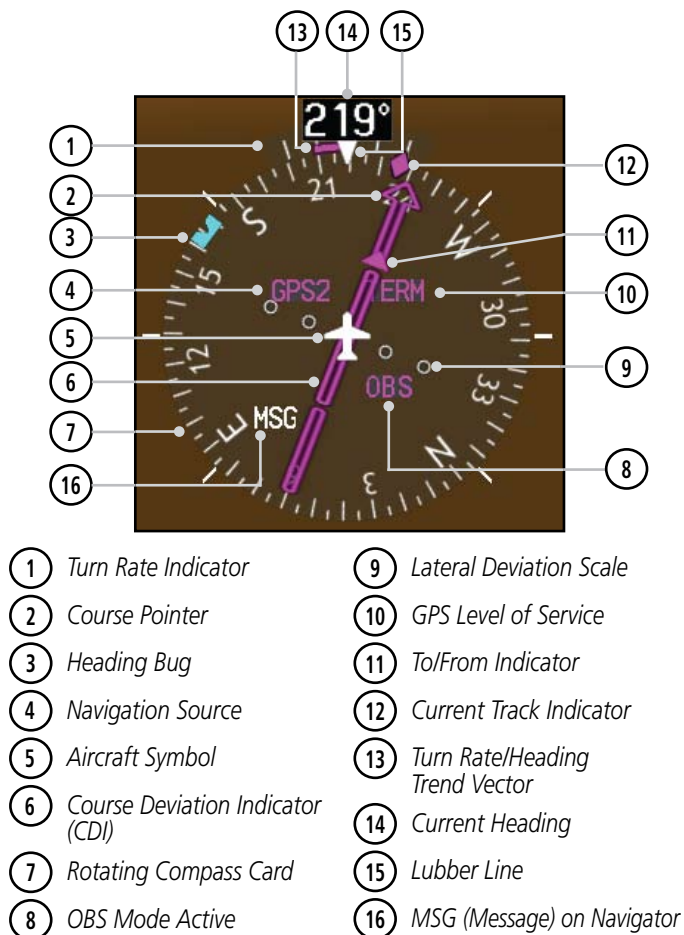 13 14 15
219°
1
12
2
21
3
S
W
11
15
4
GPS2 TERM
10
30
5
12
9
6
OBS
33
7
MSG
E
N
8
16
3
1 Turn Rate Indicator
2 Course Pointer
3 Heading Bug
4 Navigation Source
5 Aircraft Symbol
6 Course Deviation Indicator
(CDI)
7 Rotating Compass Card
8 OBS Mode Active
9 Lateral Deviation Scale
10 GPS Level of Service
11 To/From Indicator
12 Current Track Indicator
13 Turn Rate/Heading
Trend Vector
14 Current Heading
15 Lubber Line
16 MSG (Message) on Navigator